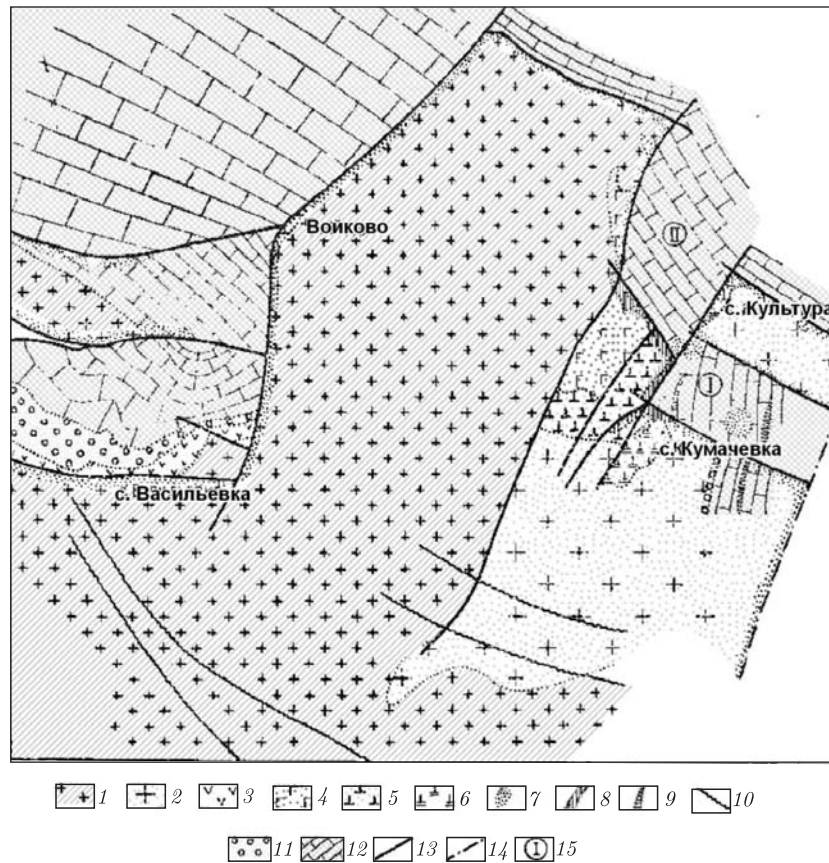 Войково
II
с. Культура
I
с. Кумачевка
с. Васильевка
1 2 3 4 5 6 7 8 9 10
11 12 13 14 I 15